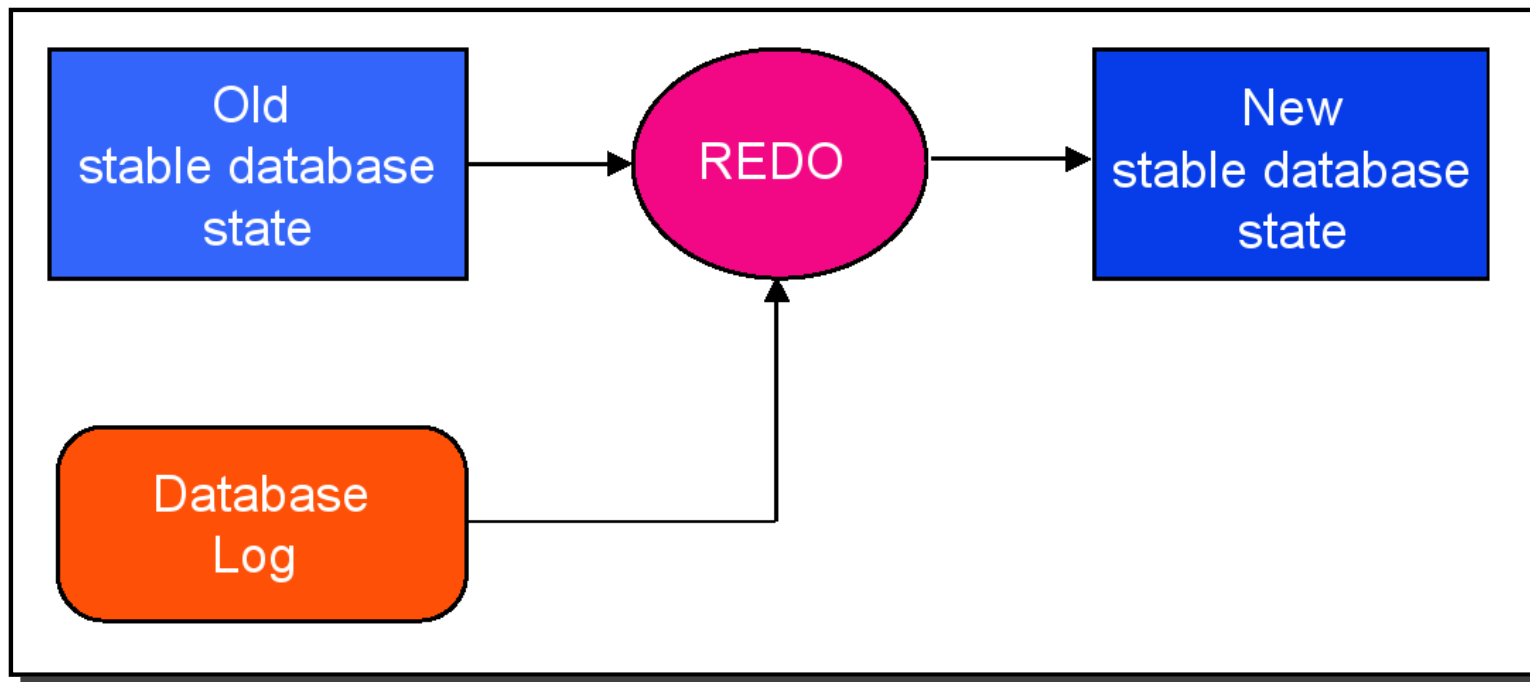 Old
stable database
state
REDO
New
stable database
state
Database
Log